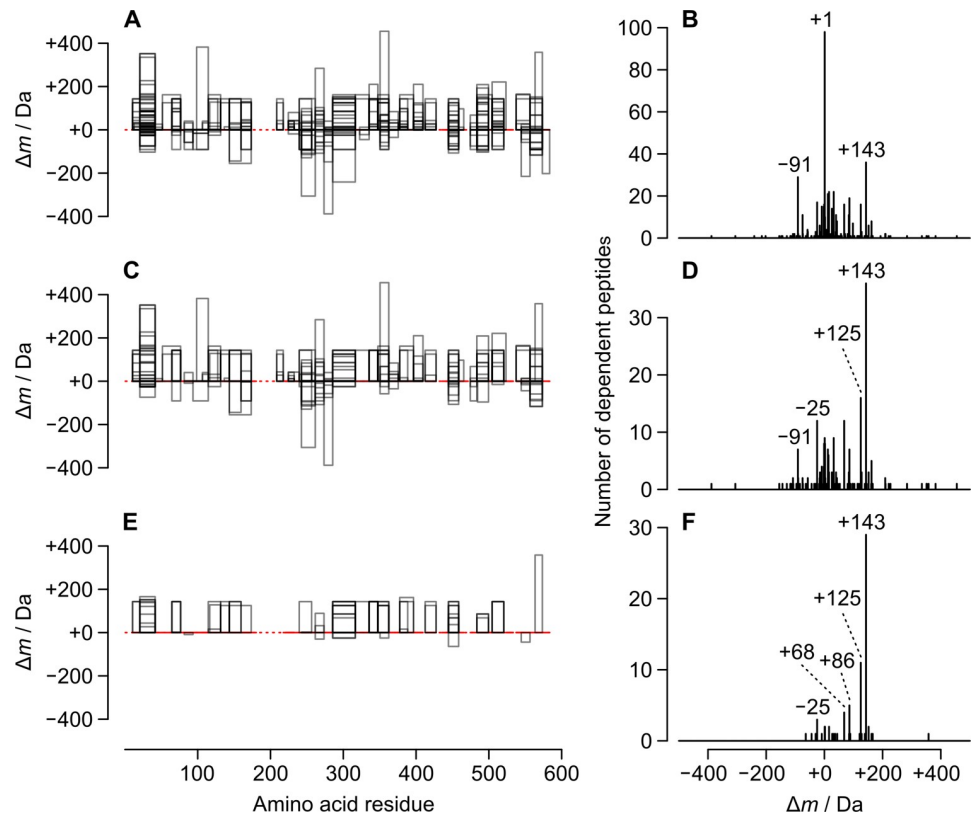 A
+400
+200
+0
−200
−400
Δm / Da
B
100
80
60
40
20
0
+1
−91
+143
C
+400
+200
+0
−200
−400
Δm / Da
Number of dependent peptides
D
30
20
10
0
+143
+125
−25
−91
E
+400
+200
+0
−200
−400
Δm / Da
100 200 300 400 500 600
Amino acid residue
F
30
20
10
0
+143
+125
+68
+86
−25
−400 −200 +0 +200 +400
Δm / Da